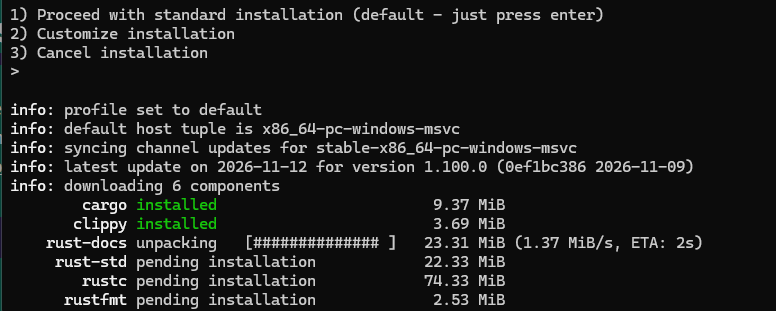 1) Proceed with standard installation (default - just press enter)
2) Customize installation
3) Cancel installation
>
info: profile set to default
info: default host tuple is x86_64-pc-windows-msvc
info: syncing channel updates for stable-x86_64-pc-windows-msvc
info: latest update on 2026-11-12 for version 1.100.0 (0ef1bc386 2026-11-09)
info: downloading 6 components
cargo installed 9.37 MiB
clippy installed 3.69 MiB
rust-docs unpacking [############## ] 23.31 MiB (1.37 MiB/s, ETA: 2s)
rust-std pending installation 22.33 MiB
rustc pending installation 74.33 MiB
rustfmt pending installation 2.53 MiB